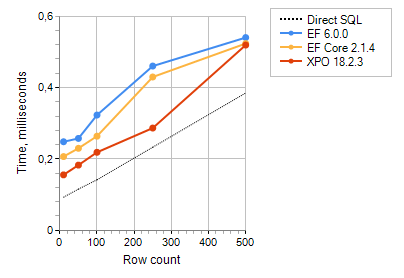 0,6
0,4
0,2
0
Time, milliseconds
0 100 200 300 400 500
Row count
Direct SQL
EF 6.0.0
EF Core 2.1.4
XPO 18.2.3